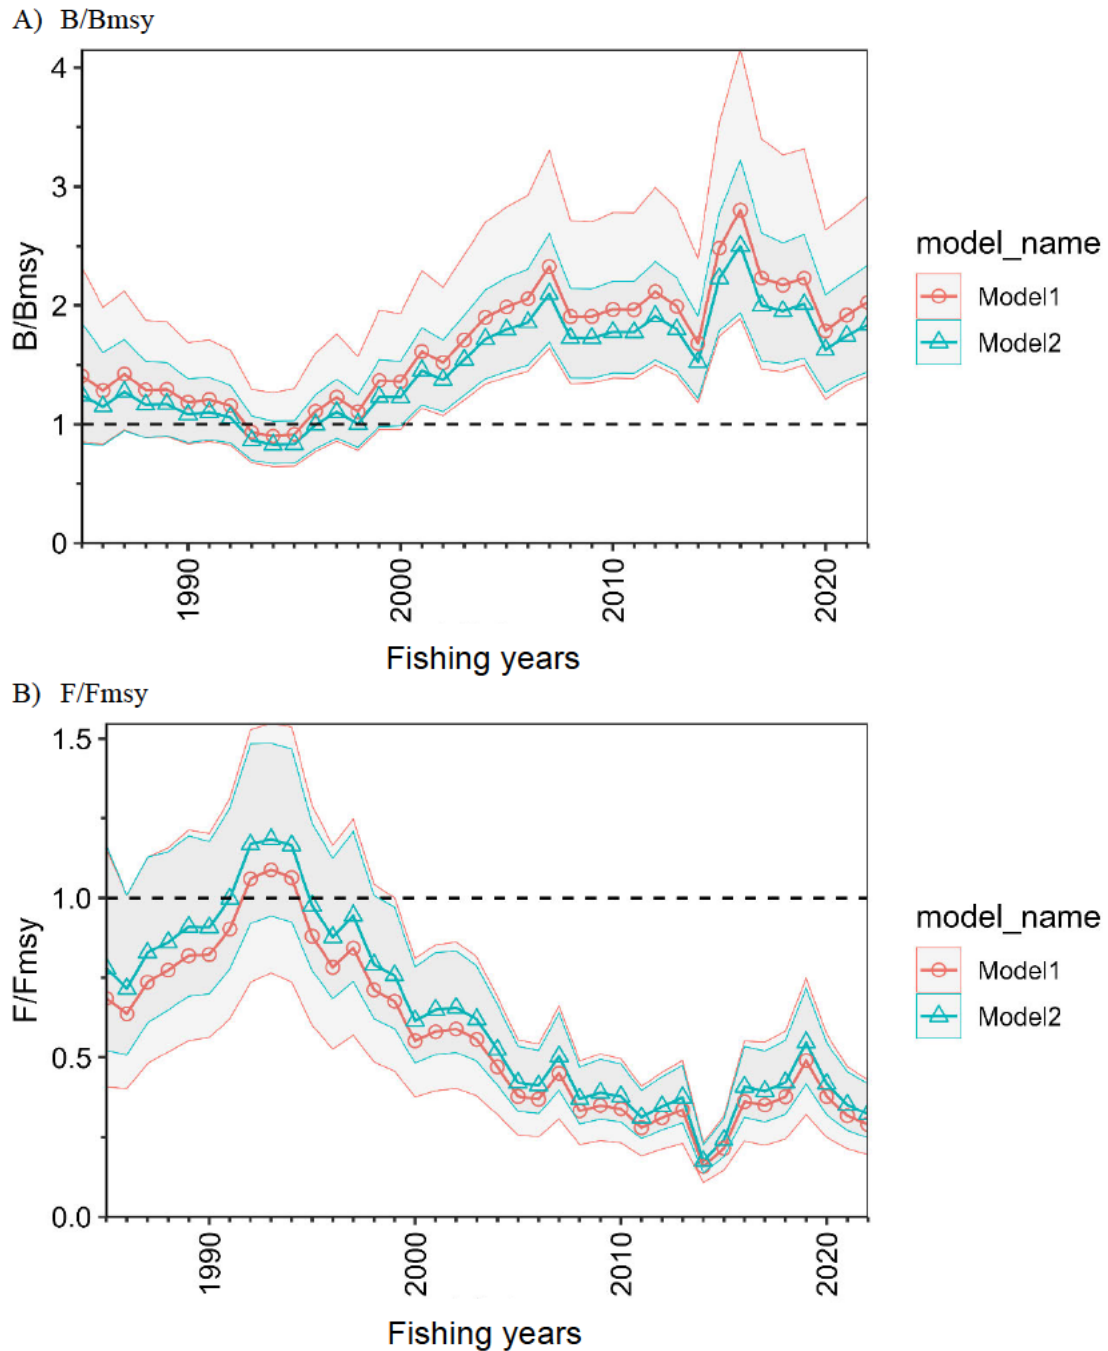 A) B/Bmsy
B/Bmsy
4
3
2
1
0
1990
2000
2010
2020
Fishing years
model_name
Model1
Model2
B) F/Fmsy
F/Fmsy
1.5
1.0
0.5
0.0
1990
2000
2010
2020
Fishing years
model_name
Model1
Model2